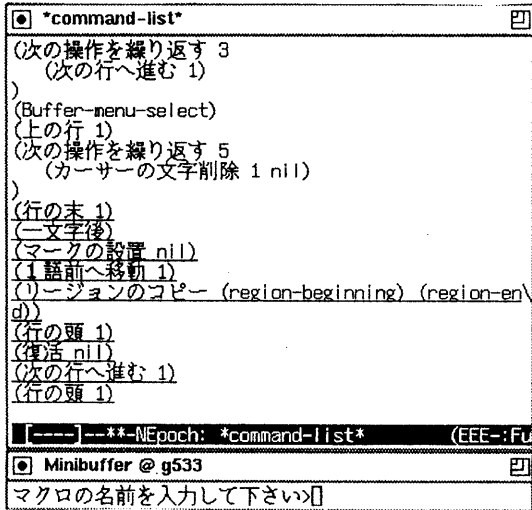 *command-list*
(次の操作を繰り返す 3
(次の行へ進む 1)
)
(Buffer-menu-select)
(上の行 1)
(次の操作を繰り返す 5
(カーサーの文字削除 1 nil)
)
(行の末 1)
(一文字後)
(マークの設置 nil)
(1語前へ移動 1)
(リージョンのコピー (region-beginning) (region-en\
d))
(行の頭 1)
(復活 nil)
(次の行へ進む 1)
(行の頭 1)
[----]--**-NEpoch: *command-list* (EEE-:Fu
Minibuffer @ g533
マクロの名前を入力して下さい>